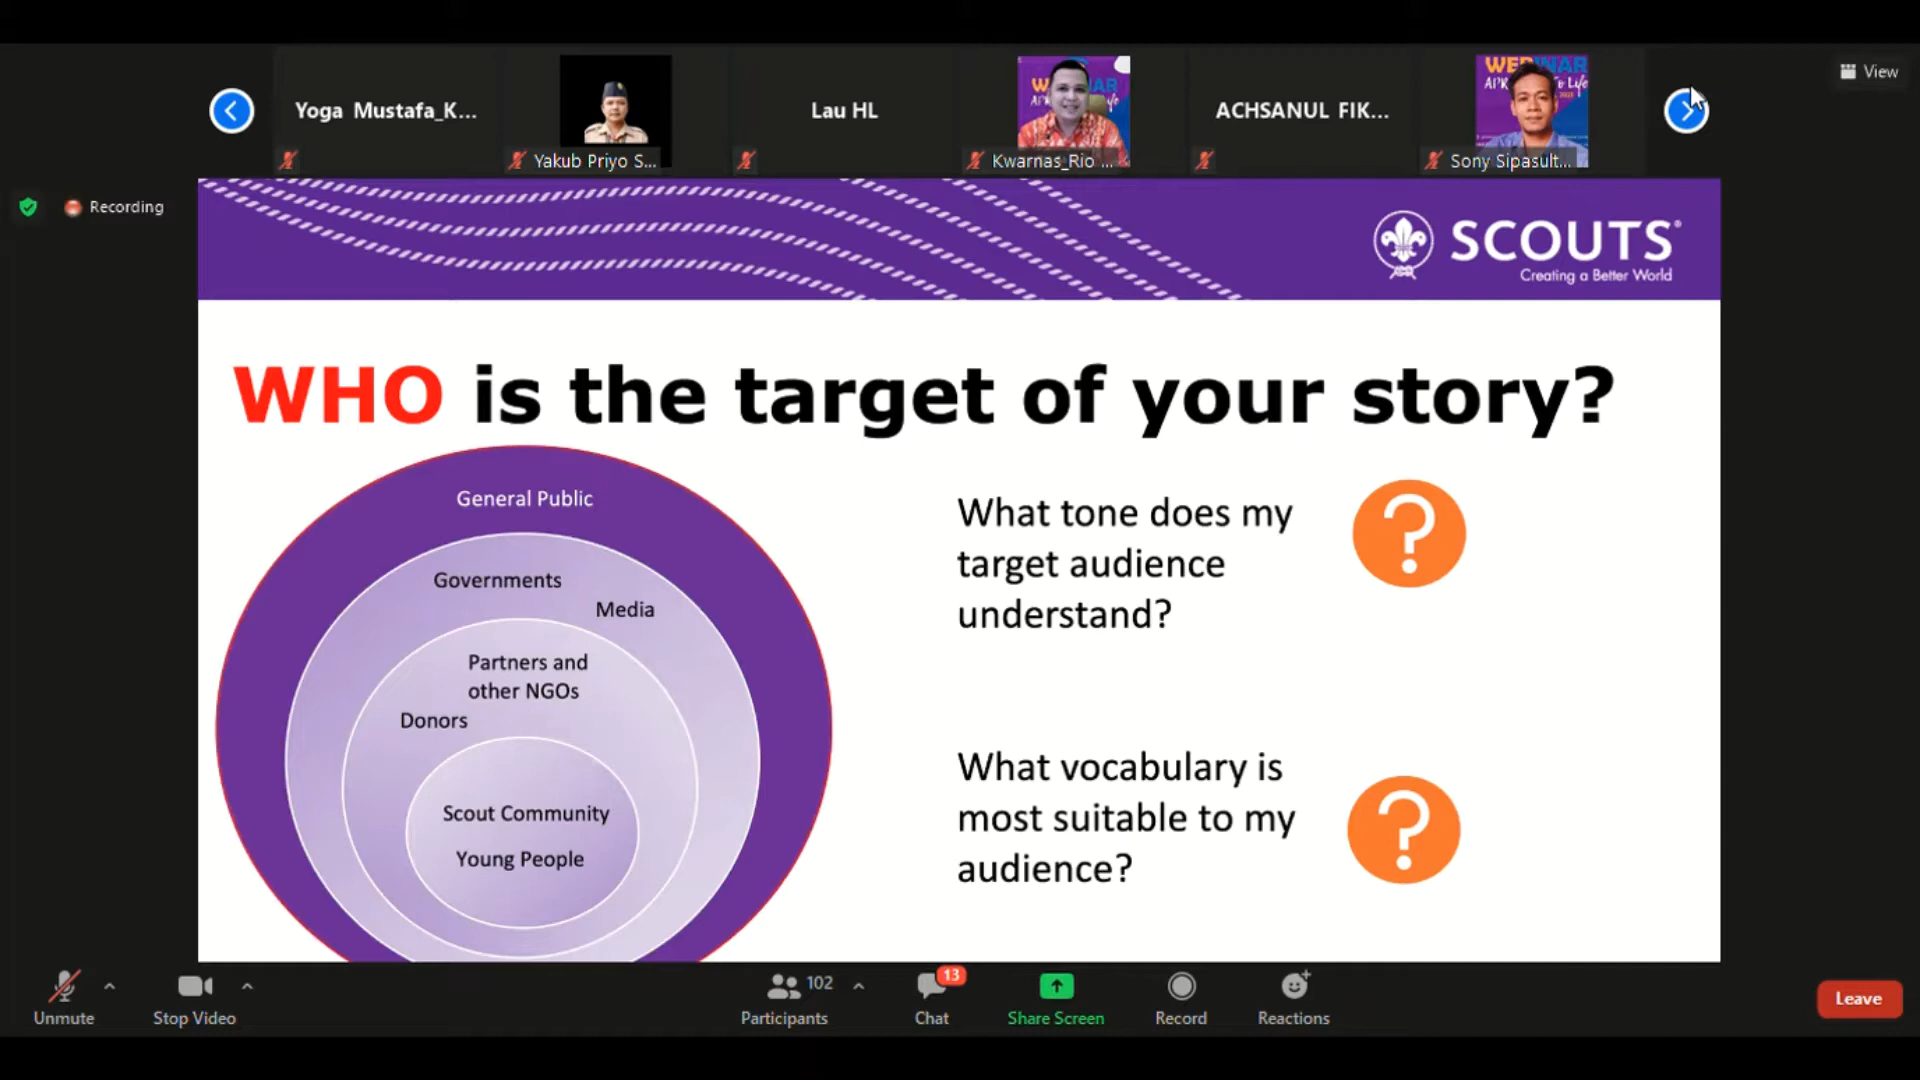 View
Yoga Mustafa_K...
Lau HL
ACHSANUL FIK...
Yakub Priyo S...
Kwarnas_Rio ...
Sony Sipasult...
Recording
SCOUTS®
Creating a Better World
WHO is the target of your story?
General Public
Governments
Media
Partners and
other NGOs
Donors
Scout Community
Young People
What tone does my
target audience
understand?
?
What vocabulary is
most suitable to my
audience?
?
Unmute
Stop Video
102
Participants
13
Chat
Share Screen
Record
Reactions
Leave